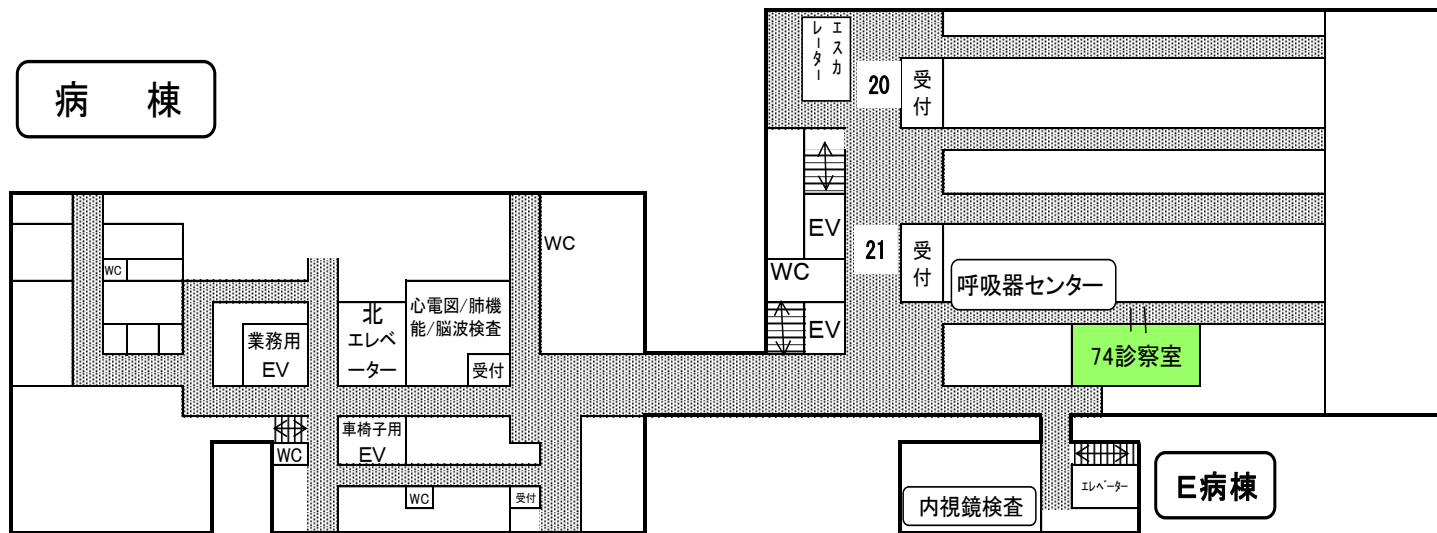 病　棟
エスカ
レーター
20
受
付
EV
21
受
付
WC
EV
呼吸器センター
74診察室
WC
WC
業務用
EV
北
エレベ
ーター
心電図/肺機
能/脳波検査
受付
WC
車椅子用
EV
WC
受付
内視鏡検査
エレベーター
E病棟